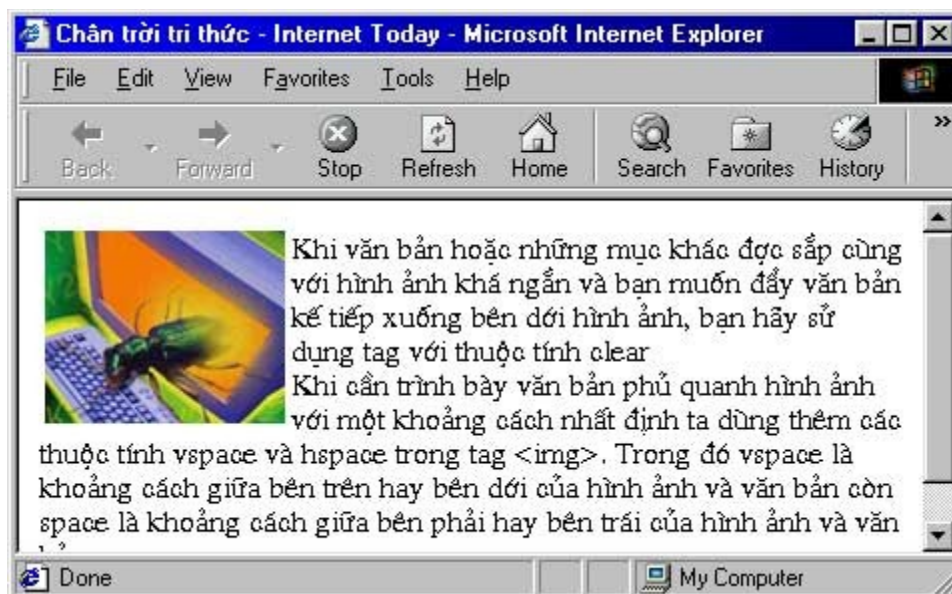 Chân trời tri thức - Internet Today - Microsoft Internet Explorer
File Edit View Favorites Tools Help
Back Forward Stop Refresh Home Search Favorites History »
Khi văn bản hoặc những mục khác đợc sắp cùng
với hình ảnh khá ngắn và bạn muốn đẩy văn bản
kế tiếp xuống bên dới hình ảnh, bạn hãy sử
dụng tag với thuộc tính clear
Khi cần trình bày văn bản phủ quanh hình ảnh
với một khoảng cách nhất định ta dùng thêm các
thuộc tính vspace và hspace trong tag <img>. Trong đó vspace là
khoảng cách giữa bên trên hay bên dới của hình ảnh và văn bản còn
space là khoảng cách giữa bên phải hay bên trái của hình ảnh và văn
Done My Computer